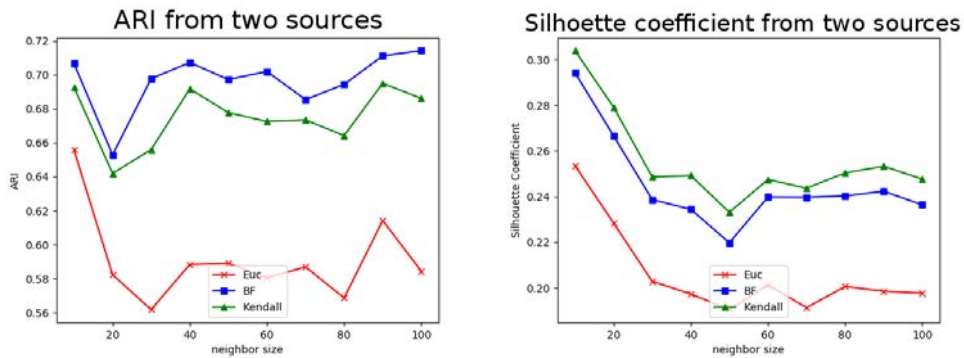 ARI from two sources
0.72
0.70
0.68
0.66
0.64
0.62
0.60
0.58
0.56
ARI
Euc
BF
Kendall
20
40
60
80
100
neighbor size
Silhoette coefficient from two sources
0.30
0.28
0.26
0.24
0.22
0.20
Silhouette Coefficient
Euc
BF
Kendall
20
40
60
80
100
neighbor size